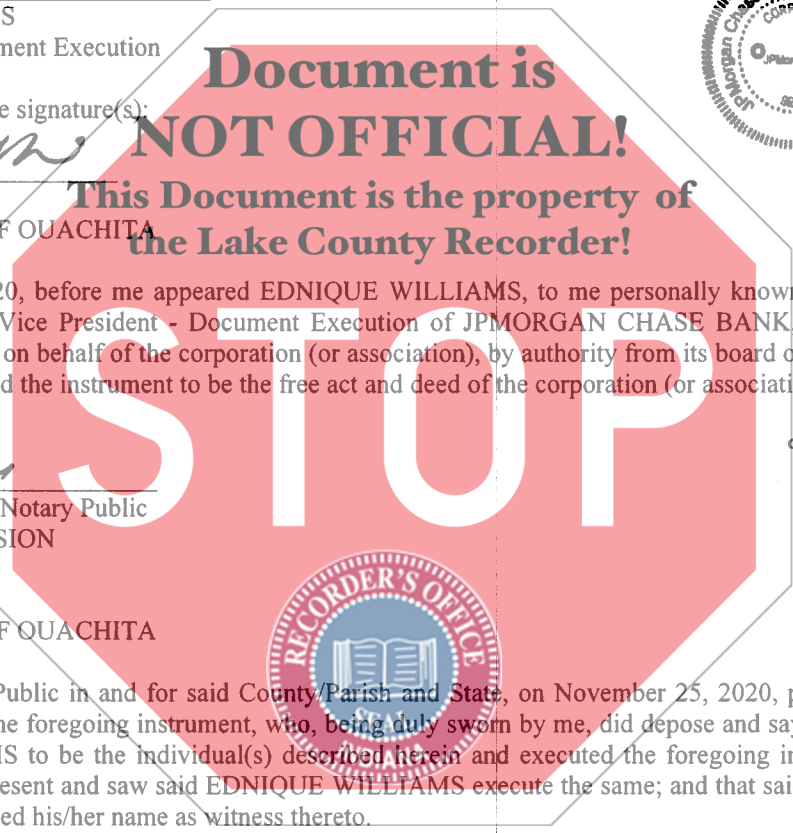 S
ment Execution
e signature(s):
Document is
NOT OFFICIAL!
This Document is the property of
the Lake County Recorder!
F OUACHITA
20, before me appeared EDNIQUE WILLIAMS, to me personally known
Vice President - Document Execution of JPMORGAN CHASE BANK,
on behalf of the corporation (or association), by authority from its board o
d the instrument to be the free act and deed of the corporation (or associati
STOP
Notary Public
SION
RECORDER'S OFFICE
SEAL
INDIANA
F OUACHITA
Public in and for said County/Parish and State, on November 25, 2020, p
he foregoing instrument, who, being duly sworn by me, did depose and say
IS to be the individual(s) described herein and executed the foregoing in
esent and saw said EDNIQUE WILLIAMS execute the same; and that sai
ed his/her name as witness thereto.
JPMorgan Cha
CORP